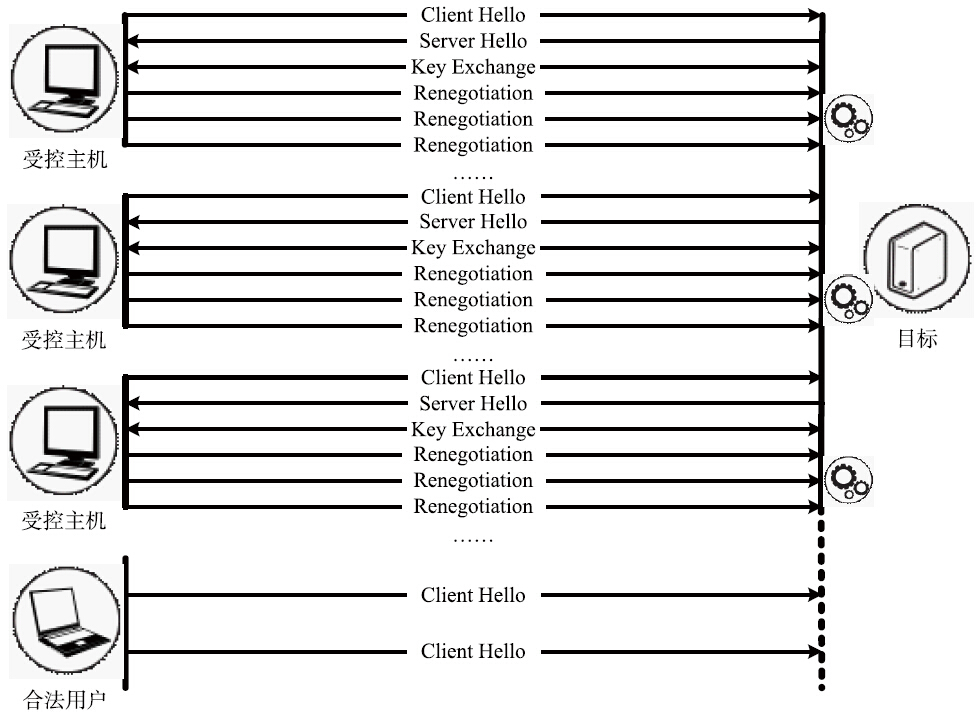 Client Hello
Server Hello
Key Exchange
Renegotiation
Renegotiation
Renegotiation
受控主机
……
Client Hello
Server Hello
Key Exchange
Renegotiation
Renegotiation
Renegotiation
受控主机
目标
……
Client Hello
Server Hello
Key Exchange
Renegotiation
Renegotiation
Renegotiation
受控主机
……
Client Hello
Client Hello
合法用户